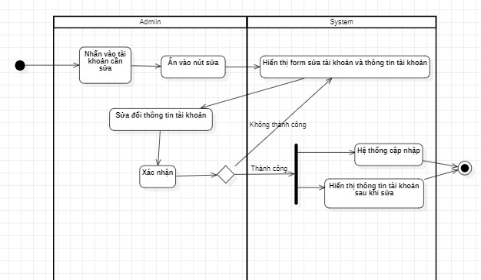 Admin
System
Nhấn vào tài
khoản cần
sửa
Ấn vào nút sửa
Hiển thị form sửa tài khoản và thông tin tài khoản
Sửa đổi thông tin tài khoản
Không thành công
Xác nhận
Thành công
Hệ thống cập nhập
Hiển thị thông tin tài khoản
sau khi sửa